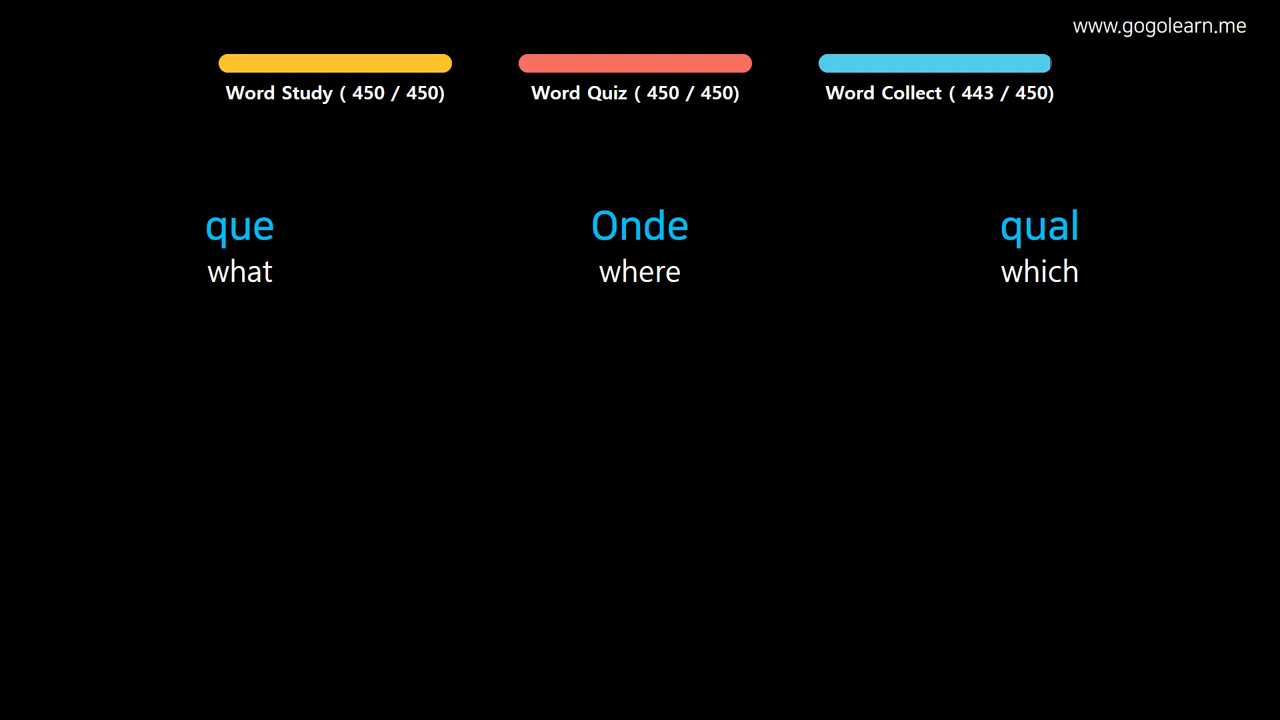 www.gogolearn.me
Word Study ( 450 / 450)
Word Quiz ( 450 / 450)
Word Collect ( 443 / 450)
que
what
Onde
where
qual
which